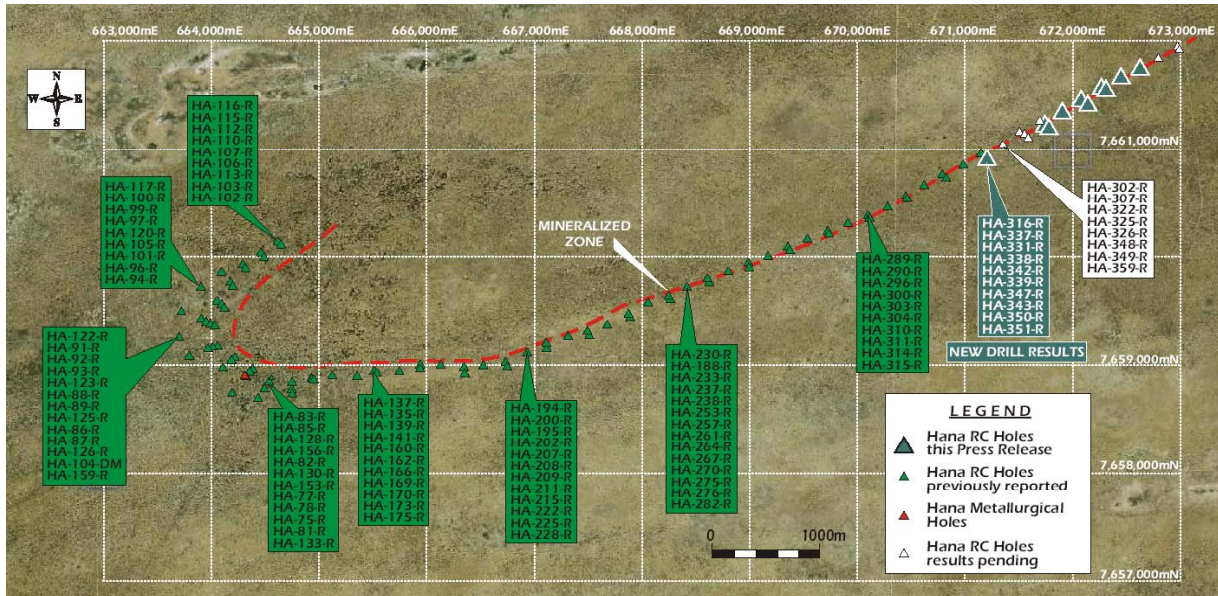 663,000mE
664,000mE
665,000mE
666,000mE
667,000mE
668,000mE
669,000mE
670,000mE
671,000mE
672,000mE
673,000mE
N
W E
S
HA-116-R
HA-115-R
HA-112-R
HA-110-R
HA-107-R
HA-106-R
HA-113-R
HA-103-R
HA-102-R
HA-117-R
HA-100-R
HA-99-R
HA-97-R
HA-120-R
HA-105-R
HA-101-R
HA-96-R
HA-94-R
HA-122-R
HA-91-R
HA-92-R
HA-93-R
HA-123-R
HA-88-R
HA-89-R
HA-125-R
HA-86-R
HA-87-R
HA-126-R
HA-104-DM
HA-159-R
HA-83-R
HA-85-R
HA-128-R
HA-156-R
HA-82-R
HA-130-R
HA-153-R
HA-77-R
HA-78-R
HA-75-R
HA-81-R
HA-133-R
HA-137-R
HA-135-R
HA-139-R
HA-141-R
HA-160-R
HA-162-R
HA-166-R
HA-169-R
HA-170-R
HA-173-R
HA-175-R
HA-194-R
HA-200-R
HA-195-R
HA-202-R
HA-207-R
HA-208-R
HA-209-R
HA-211-R
HA-215-R
HA-222-R
HA-225-R
HA-228-R
MINERALIZED
ZONE
HA-230-R
HA-188-R
HA-233-R
HA-237-R
HA-238-R
HA-253-R
HA-257-R
HA-261-R
HA-264-R
HA-267-R
HA-270-R
HA-275-R
HA-276-R
HA-282-R
HA-289-R
HA-290-R
HA-296-R
HA-300-R
HA-303-R
HA-304-R
HA-310-R
HA-311-R
HA-314-R
HA-315-R
HA-316-R
HA-337-R
HA-331-R
HA-338-R
HA-342-R
HA-339-R
HA-347-R
HA-343-R
HA-350-R
HA-351-R
NEW DRILL RESULTS
HA-302-R
HA-307-R
HA-322-R
HA-325-R
HA-326-R
HA-348-R
HA-349-R
HA-359-R
7,661,000mN
7,659,000mN
7,658,000mN
7,657,000mN
0 1000m
LEGEND
Hana RC Holes
this Press Release
Hana RC Holes
previously reported
Hana Metallurgical
Holes
Hana RC Holes
results pending